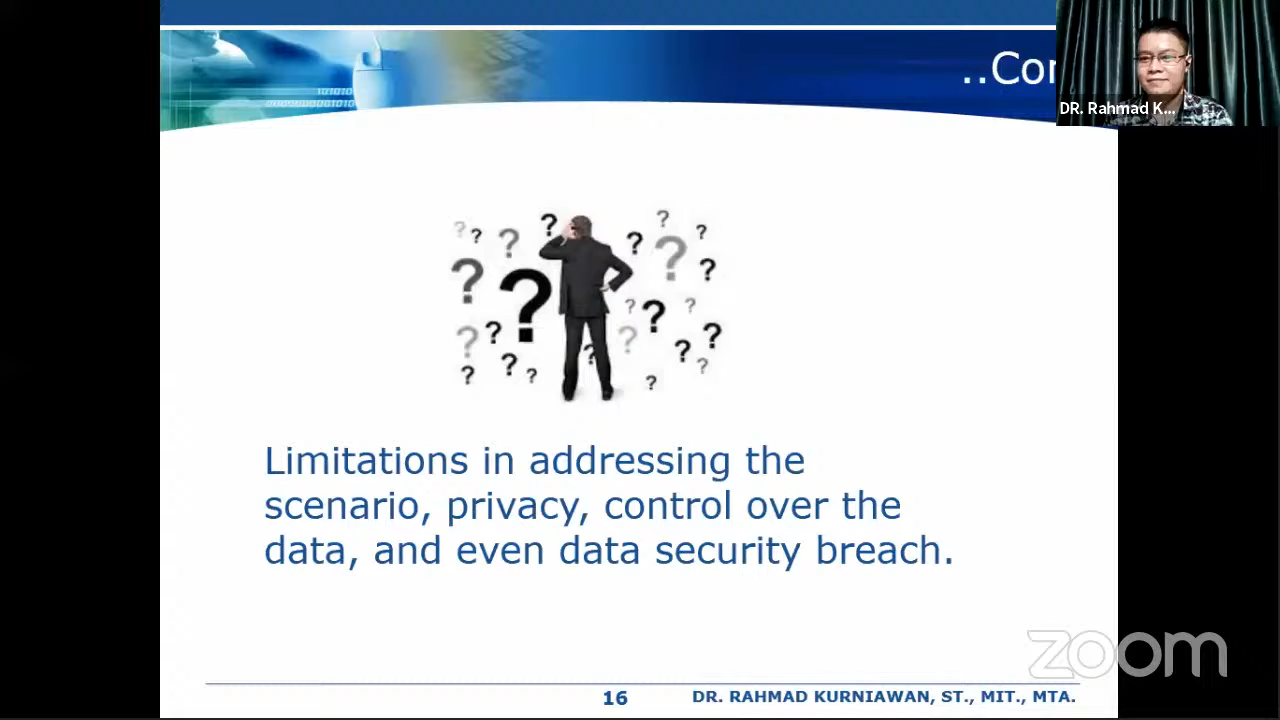 ..Con
DR. Rahmad K...
Limitations in addressing the
scenario, privacy, control over the
data, and even data security breach.
zoom
16
DR. RAHMAD KURNIAWAN, ST., MIT., MTA.